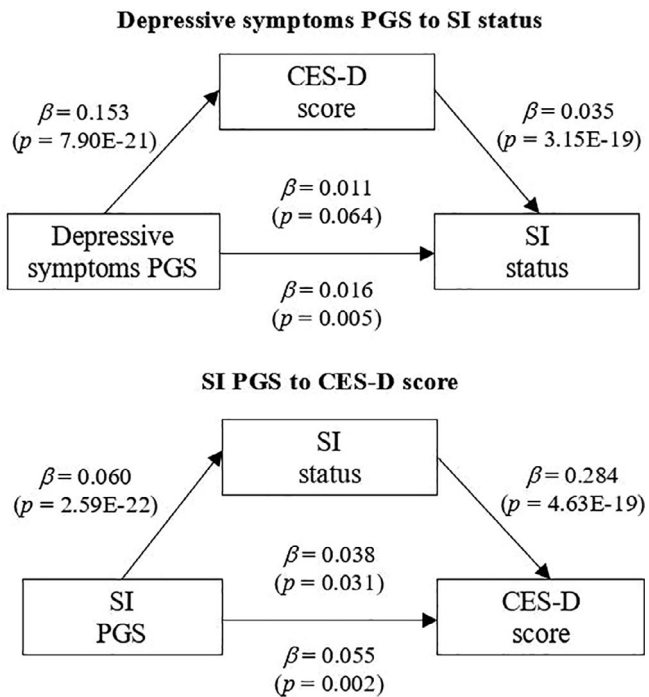 Depressive symptoms PGS to SI status
CES-D
score
β = 0.153
(p = 7.90E-21)
β = 0.035
(p = 3.15E-19)
β = 0.011
(p = 0.064)
Depressive
symptoms PGS
SI
status
β = 0.016
(p = 0.005)
SI PGS to CES-D score
SI
status
β = 0.060
(p = 2.59E-22)
β = 0.284
(p = 4.63E-19)
β = 0.038
(p = 0.031)
SI
PGS
CES-D
score
β = 0.055
(p = 0.002)